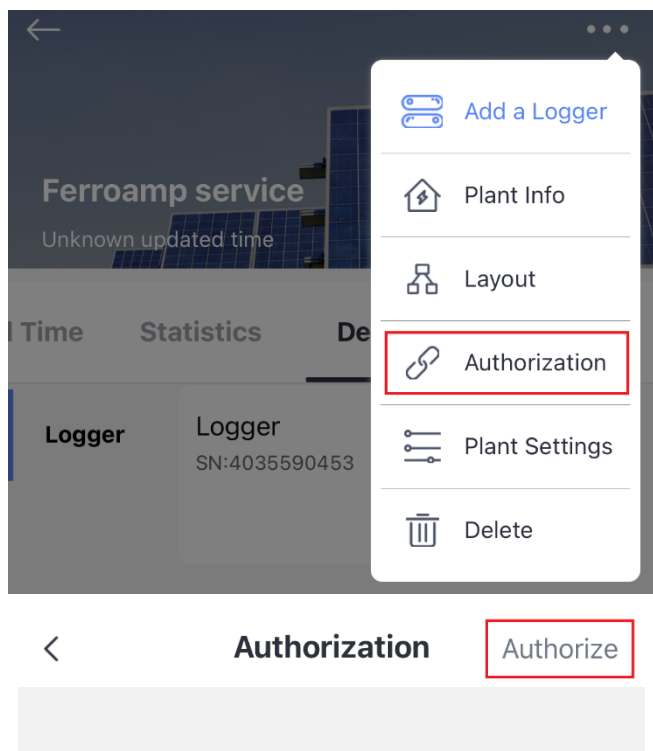 Add a Logger
Ferroamp service
Plant Info
Unknown updated time
Layout
Time
Statistics
De
Authorization
Logger
Logger
SN:4035590453
Plant Settings
Delete
Authorization
Authorize